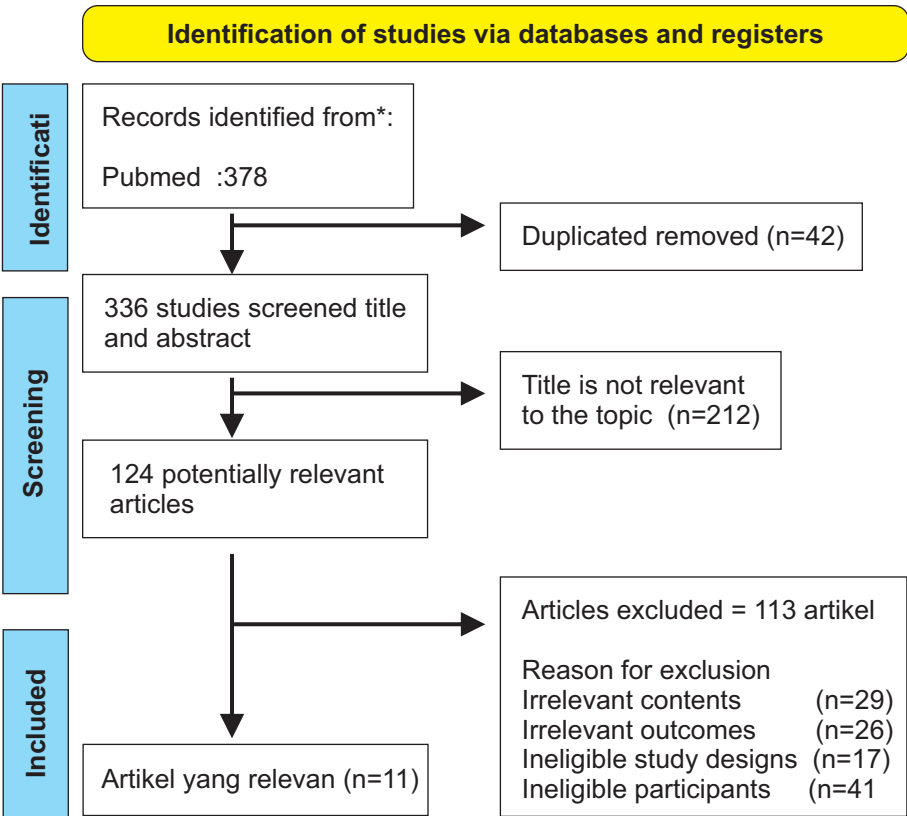 Identification of studies via databases and registers
Identificati
Records identified from*:
Pubmed :378
Duplicated removed (n=42)
Screening
336 studies screened title
and abstract
Title is not relevant
to the topic (n=212)
124 potentially relevant
articles
Articles excluded = 113 artikel
Reason for exclusion
Irrelevant contents (n=29)
Irrelevant outcomes (n=26)
Ineligible study designs (n=17)
Ineligible participants (n=41
Included
Artikel yang relevan (n=11)